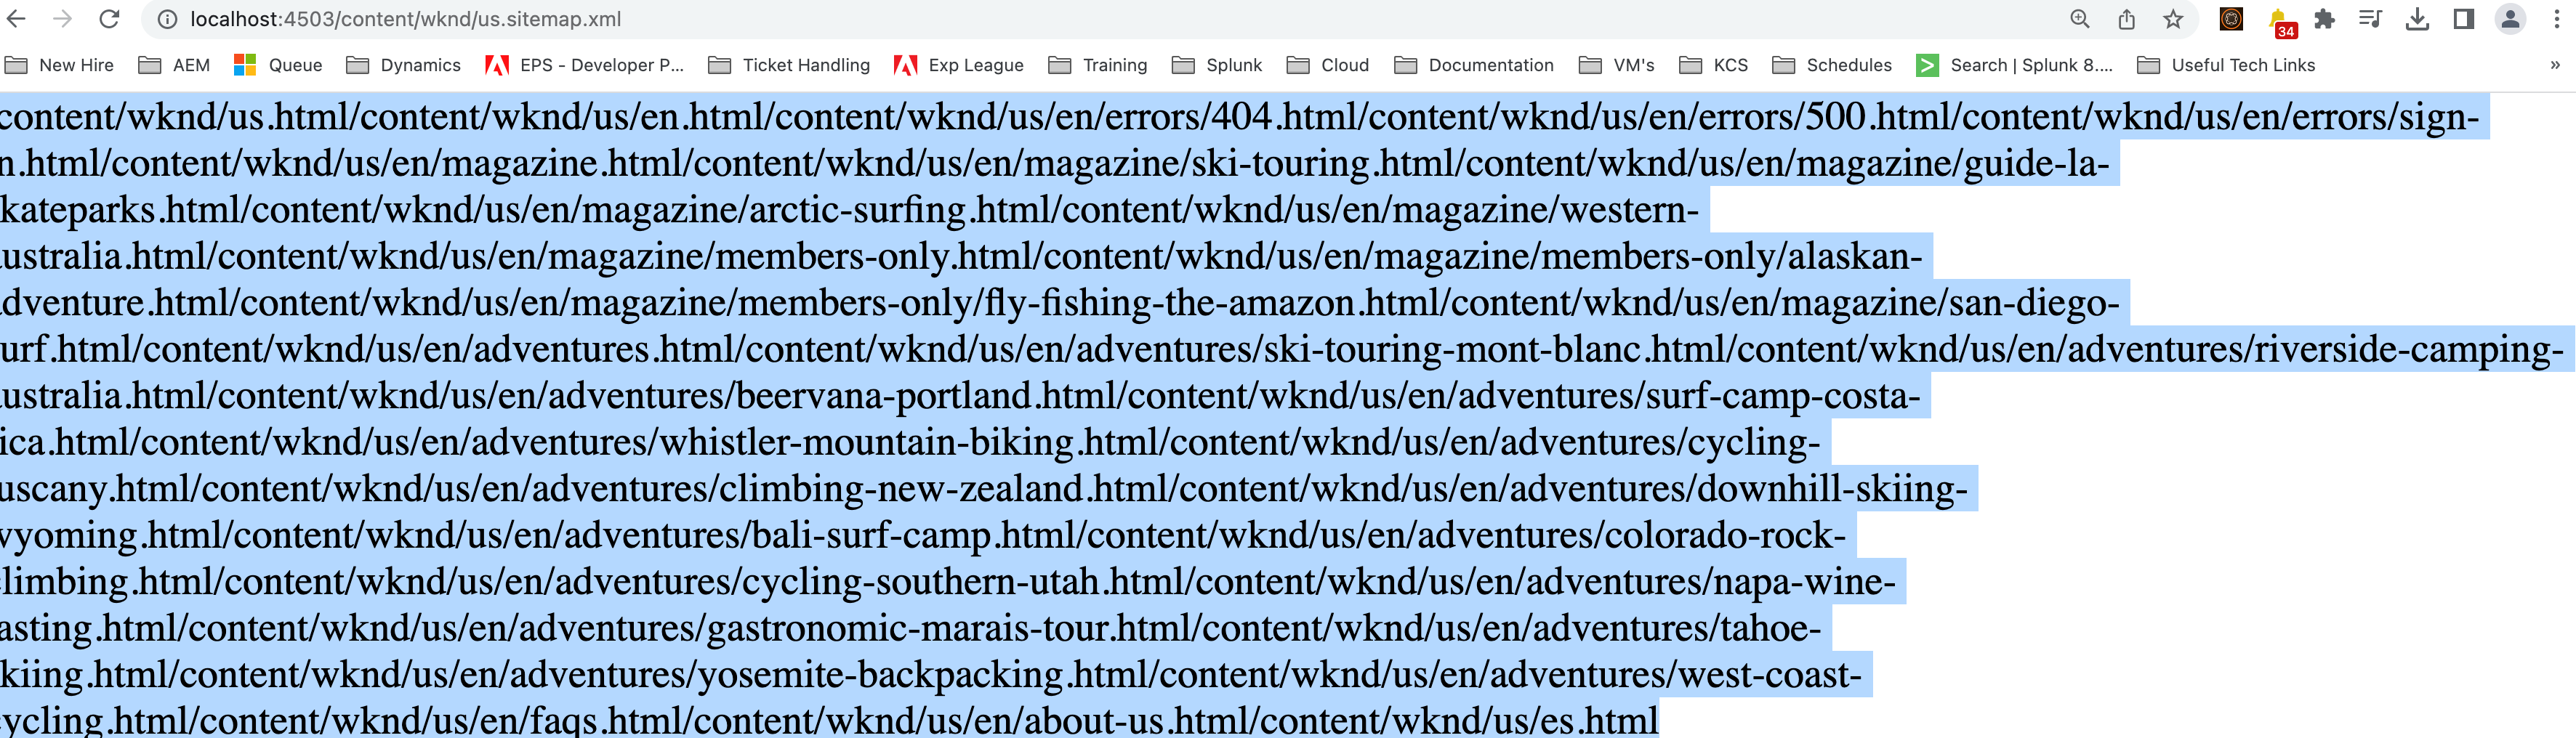 localhost:4503/content/wknd/us.sitemap.xml
34
New Hire AEM Queue Dynamics EPS - Developer P... Ticket Handling Exp League Training Splunk Cloud Documentation VM's KCS Schedules Search | Splunk 8.... Useful Tech Links »
content/wknd/us.html/content/wknd/us/en.html/content/wknd/us/en/errors/404.html/content/wknd/us/en/errors/500.html/content/wknd/us/en/errors/sign-
n.html/content/wknd/us/en/magazine.html/content/wknd/us/en/magazine/ski-touring.html/content/wknd/us/en/magazine/guide-la-
kateparks.html/content/wknd/us/en/magazine/arctic-surfing.html/content/wknd/us/en/magazine/western-
ustralia.html/content/wknd/us/en/magazine/members-only.html/content/wknd/us/en/magazine/members-only/alaskan-
dventure.html/content/wknd/us/en/magazine/members-only/fly-fishing-the-amazon.html/content/wknd/us/en/magazine/san-diego-
urf.html/content/wknd/us/en/adventures.html/content/wknd/us/en/adventures/ski-touring-mont-blanc.html/content/wknd/us/en/adventures/riverside-camping-
ustralia.html/content/wknd/us/en/adventures/beervana-portland.html/content/wknd/us/en/adventures/surf-camp-costa-
ica.html/content/wknd/us/en/adventures/whistler-mountain-biking.html/content/wknd/us/en/adventures/cycling-
uscany.html/content/wknd/us/en/adventures/climbing-new-zealand.html/content/wknd/us/en/adventures/downhill-skiing-
wyoming.html/content/wknd/us/en/adventures/bali-surf-camp.html/content/wknd/us/en/adventures/colorado-rock-
limbing.html/content/wknd/us/en/adventures/cycling-southern-utah.html/content/wknd/us/en/adventures/napa-wine-
asting.html/content/wknd/us/en/adventures/gastronomic-marais-tour.html/content/wknd/us/en/adventures/tahoe-
kiing.html/content/wknd/us/en/adventures/yosemite-backpacking.html/content/wknd/us/en/adventures/west-coast-
ycling.html/content/wknd/us/en/faqs.html/content/wknd/us/en/about-us.html/content/wknd/us/es.html